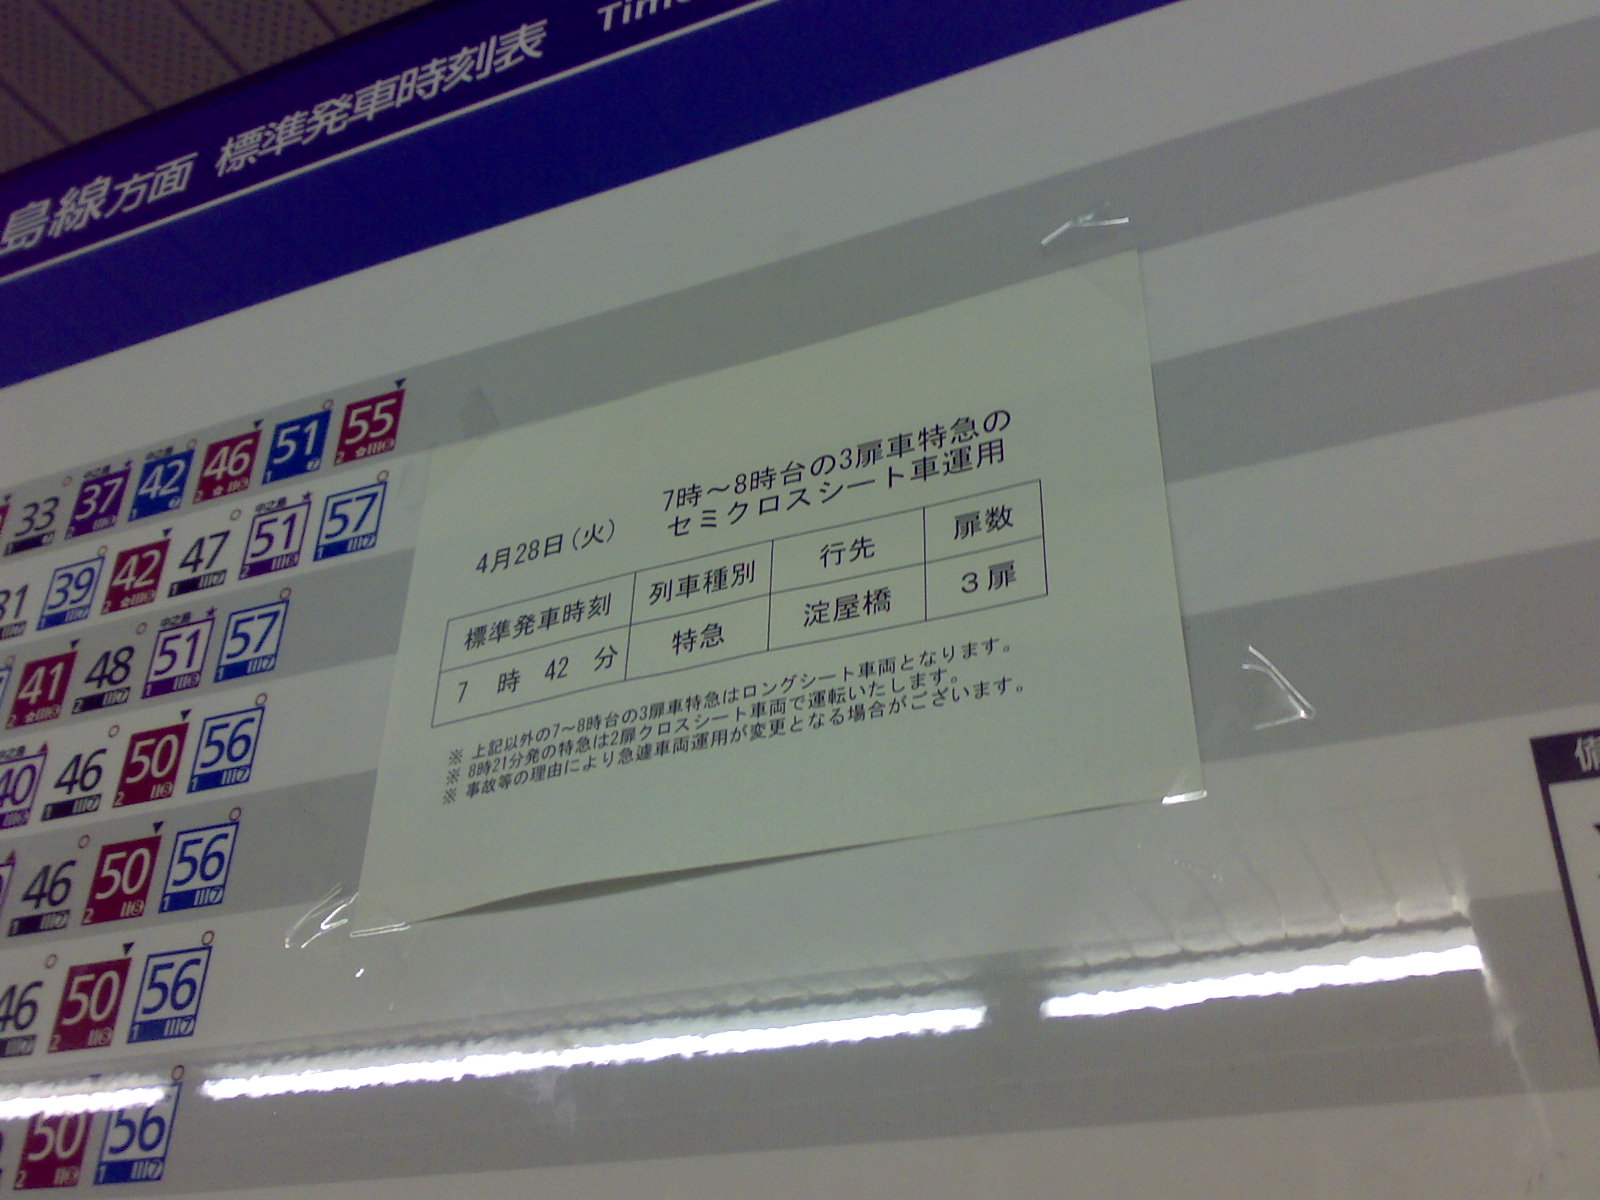 島線方面 標準発車時刻表
4月28日(火)
7時～8時台の3扉車特急の
セミクロスシート車運用
標準発車時刻 列車種別 行先 扉数
7 時 42 分 特急 淀屋橋 3扉
※ 上記以外の7～8時台の3扉車特急はロングシート車両となります。
※ 8時21分発の特急は2扉クロスシート車両で運転いたします。
※ 事故等の理由により急遽車両運用が変更となる場合がございます。
33 37 42 46 51 55
39 42 47 51 57
41 48 51 57
40 46 50 56
46 50 56
46 50 56
50 56